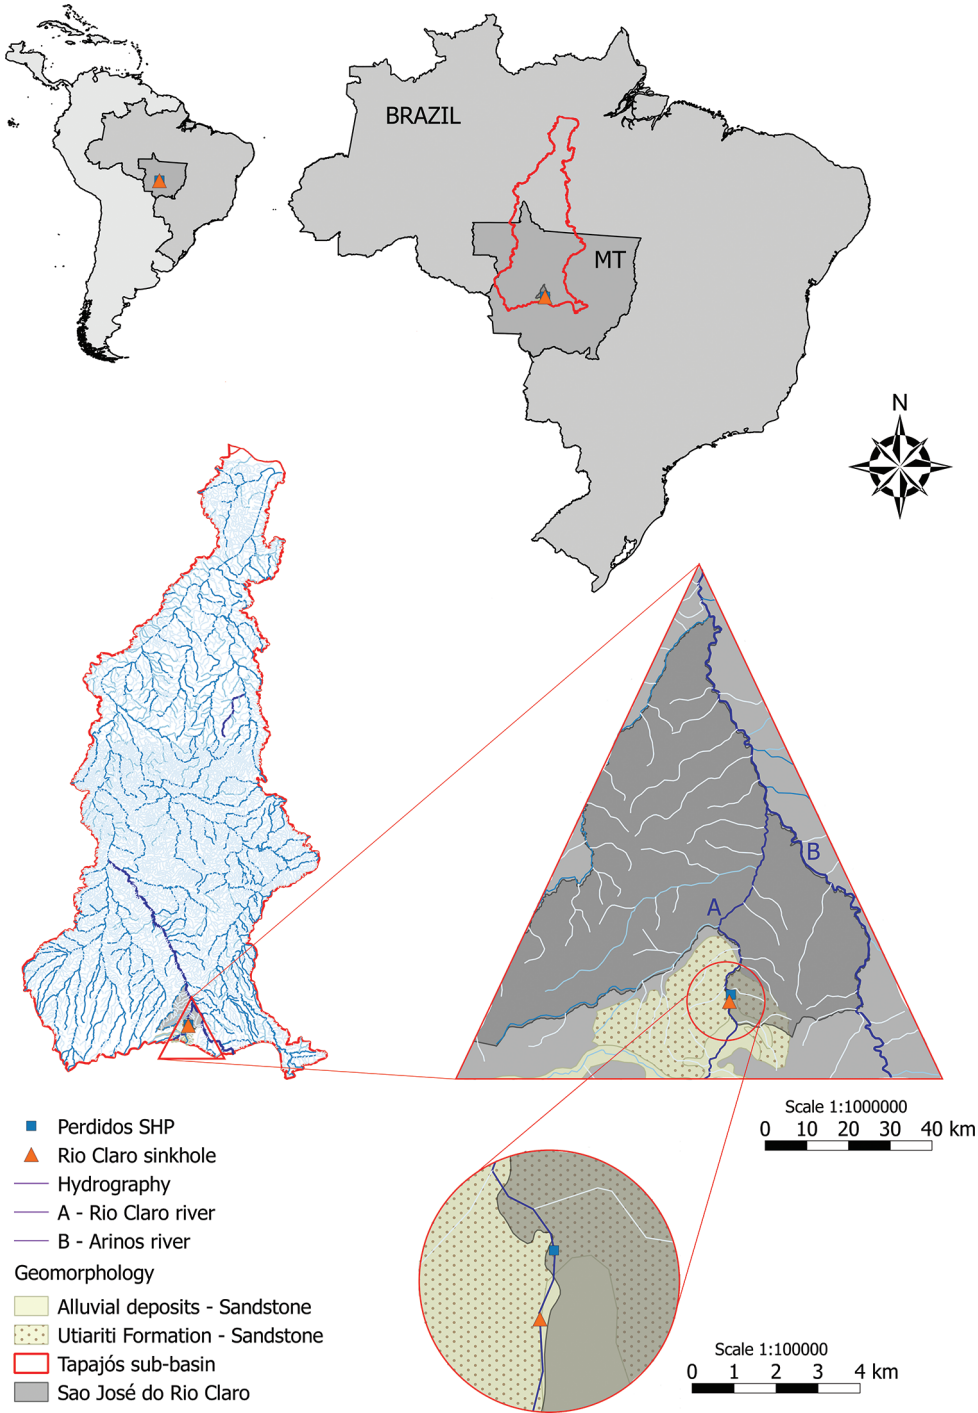 BRAZIL
MT
N
B
A
Scale 1:1000000
0 10 20 30 40 km
Perdidos SHP
Rio Claro sinkhole
Hydrography
A - Rio Claro river
B - Arinos river
Geomorphology
Alluvial deposits - Sandstone
Utiariti Formation - Sandstone
Tapajós sub-basin
Sao José do Rio Claro
Scale 1:100000
0 1 2 3 4 km